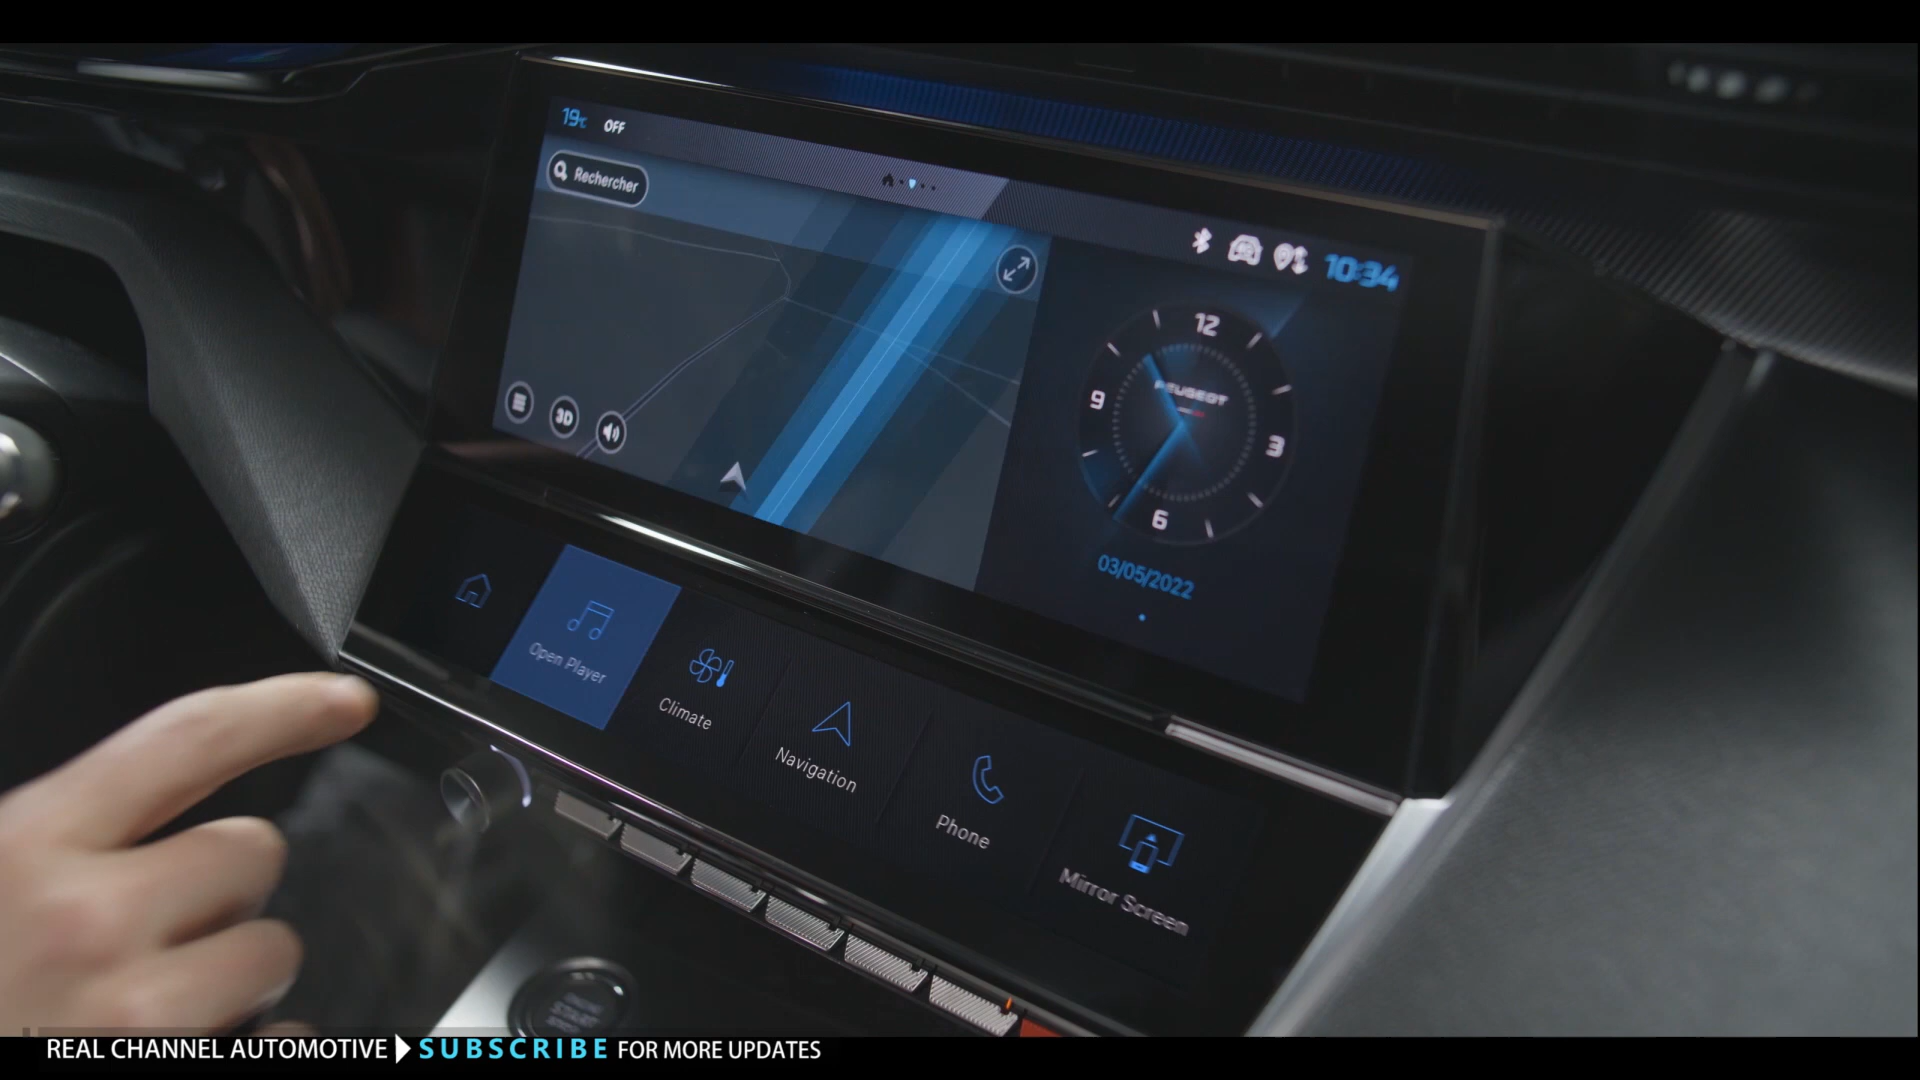 19°C OFF
Rechercher
10:34
3D
12
PEUGEOT
9
3
6
03/05/2022
Open Player
Climate
Navigation
Phone
Mirror Screen
START
REAL CHANNEL AUTOMOTIVE SUBSCRIBE FOR MORE UPDATES